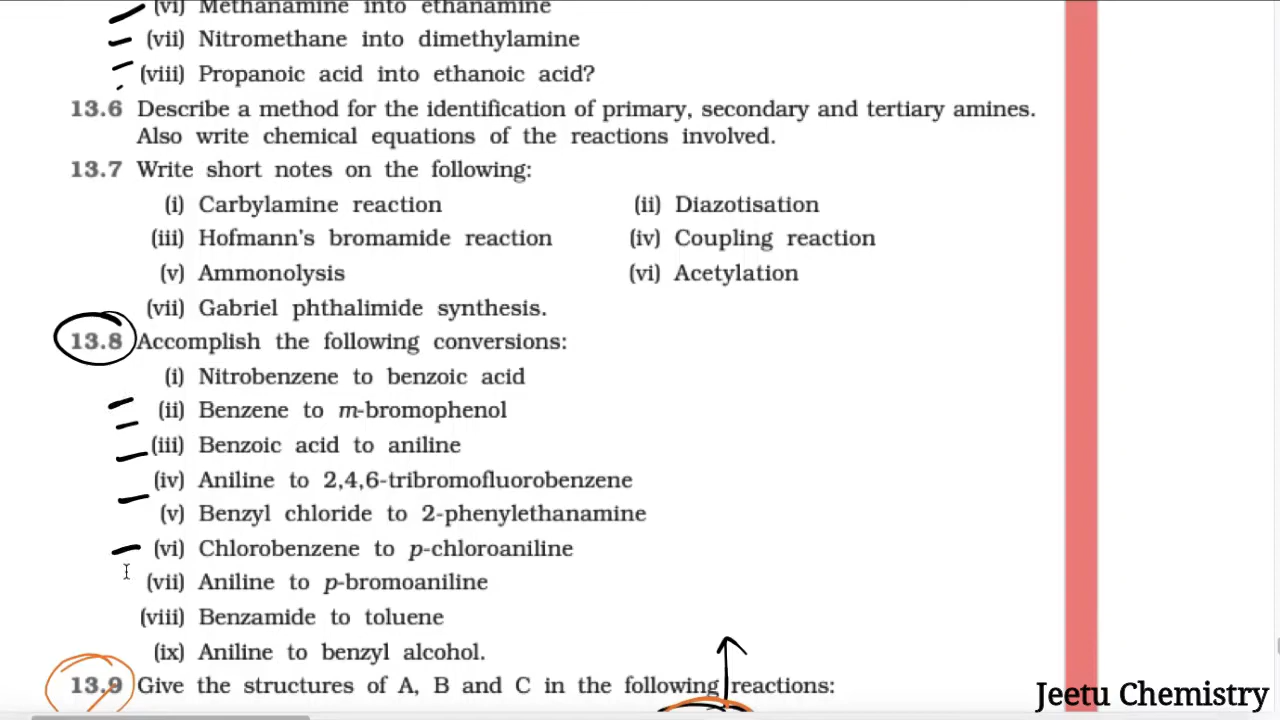 (vi) Methanamine into ethanamine
(vii) Nitromethane into dimethylamine
(viii) Propanoic acid into ethanoic acid?
13.6 Describe a method for the identification of primary, secondary and tertiary amines.
Also write chemical equations of the reactions involved.
13.7 Write short notes on the following:
(i) Carbylamine reaction (ii) Diazotisation
(iii) Hofmann's bromamide reaction (iv) Coupling reaction
(v) Ammonolysis (vi) Acetylation
(vii) Gabriel phthalimide synthesis.
13.8 Accomplish the following conversions:
(i) Nitrobenzene to benzoic acid
(ii) Benzene to m-bromophenol
(iii) Benzoic acid to aniline
(iv) Aniline to 2,4,6-tribromofluorobenzene
(v) Benzyl chloride to 2-phenylethanamine
(vi) Chlorobenzene to p-chloroaniline
(vii) Aniline to p-bromoaniline
(viii) Benzamide to toluene
(ix) Aniline to benzyl alcohol.
13.9 Give the structures of A, B and C in the following reactions:
Jeetu Chemistry